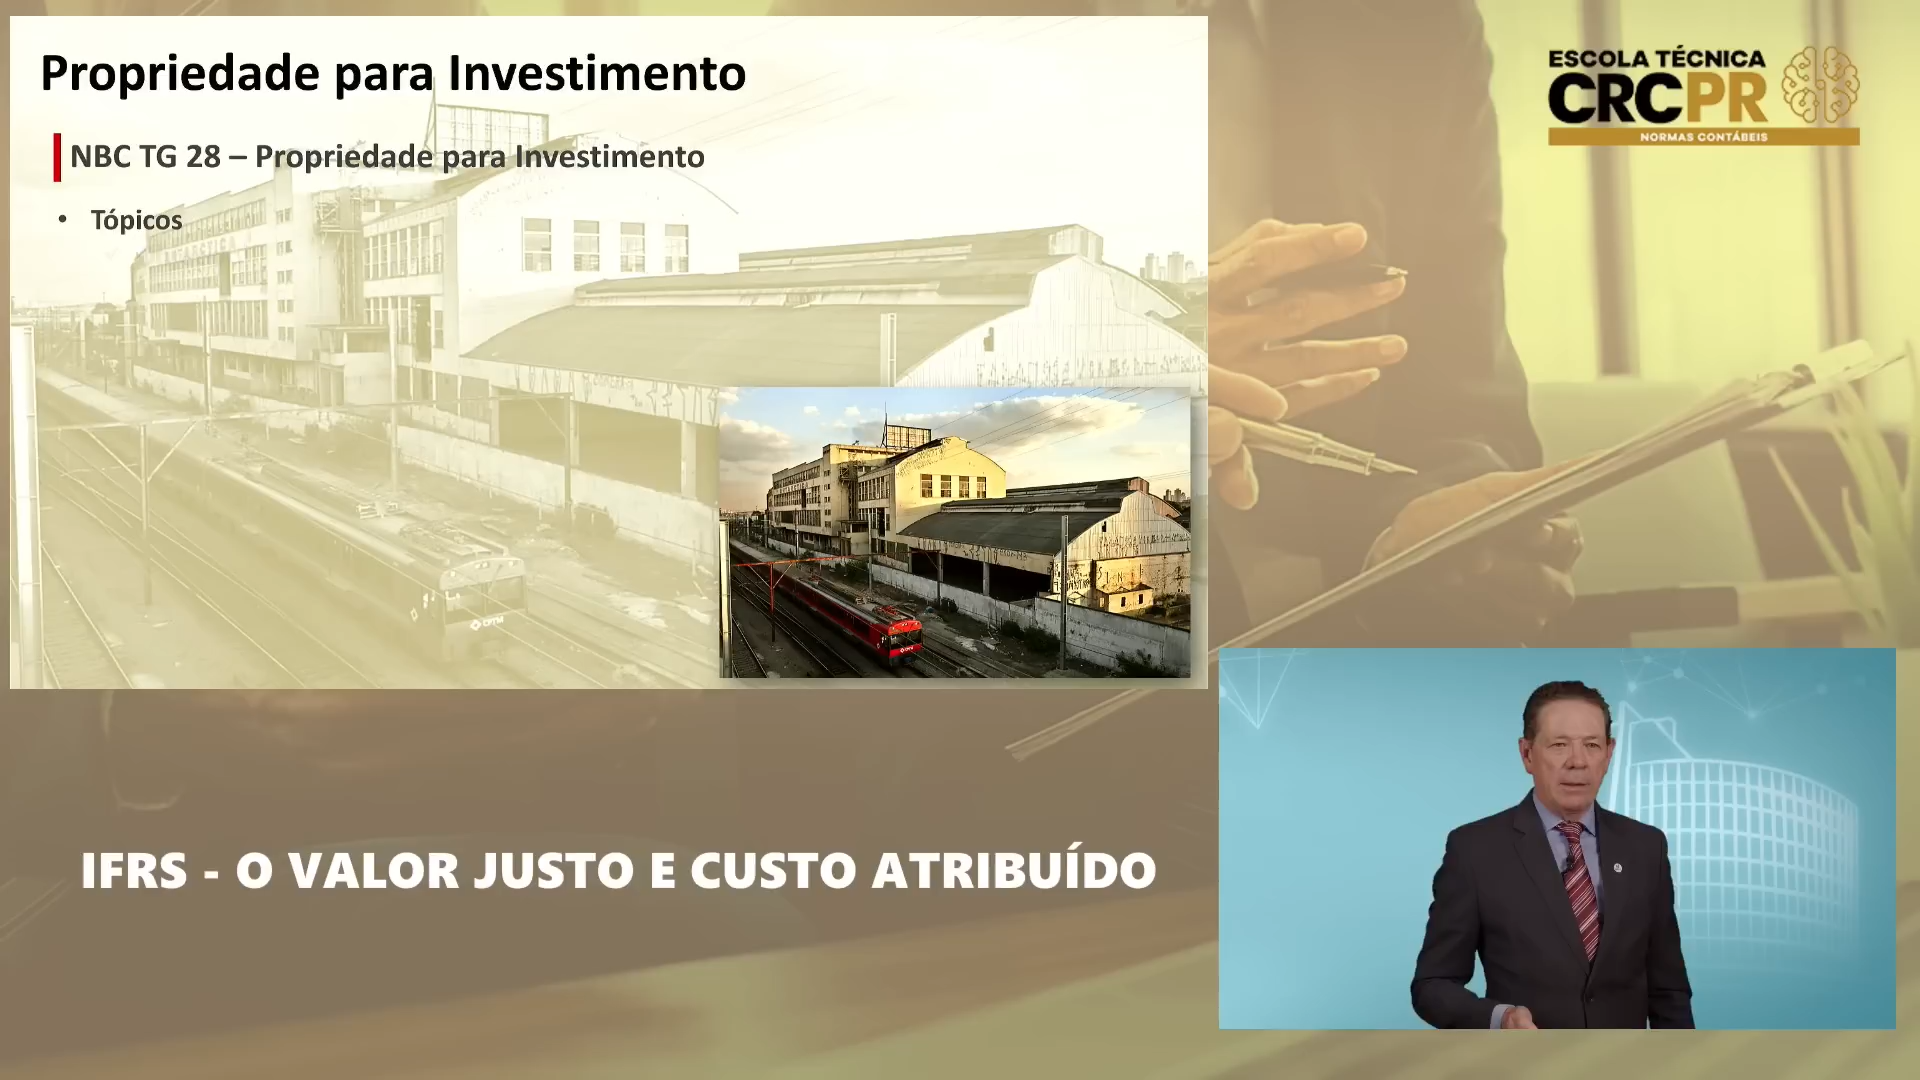 Propriedade para Investimento
NBC TG 28 – Propriedade para Investimento
• Tópicos
ESCOLA TÉCNICA
CRCPR
NORMAS CONTÁBEIS
IFRS - O VALOR JUSTO E CUSTO ATRIBUÍDO